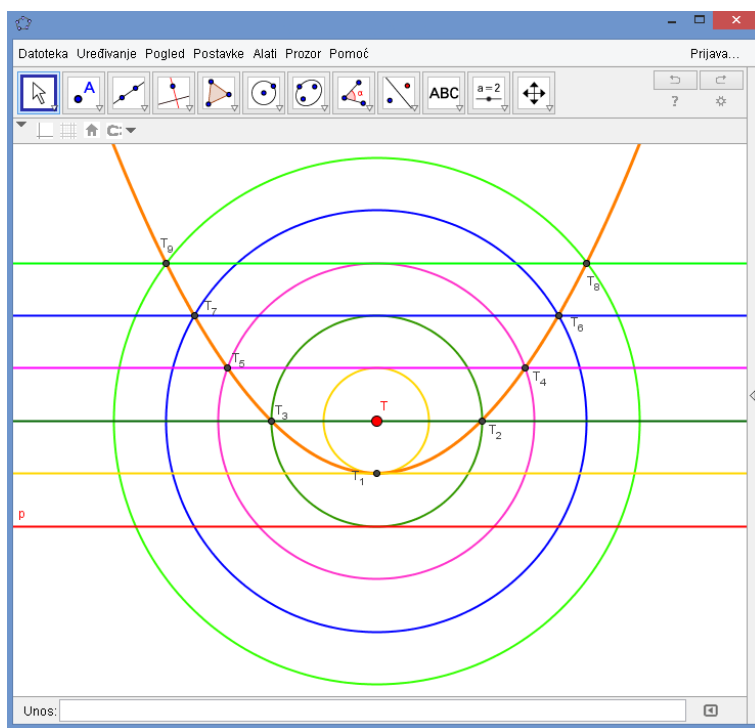 Datoteka Uređivanje Pogled Postavke Alati Prozor Pomoć Prijava...
A α ABC a=2
?
T₉
T₈
T₇
T₆
T₅
T₄
T₃ T T₂
T₁
p
Unos: